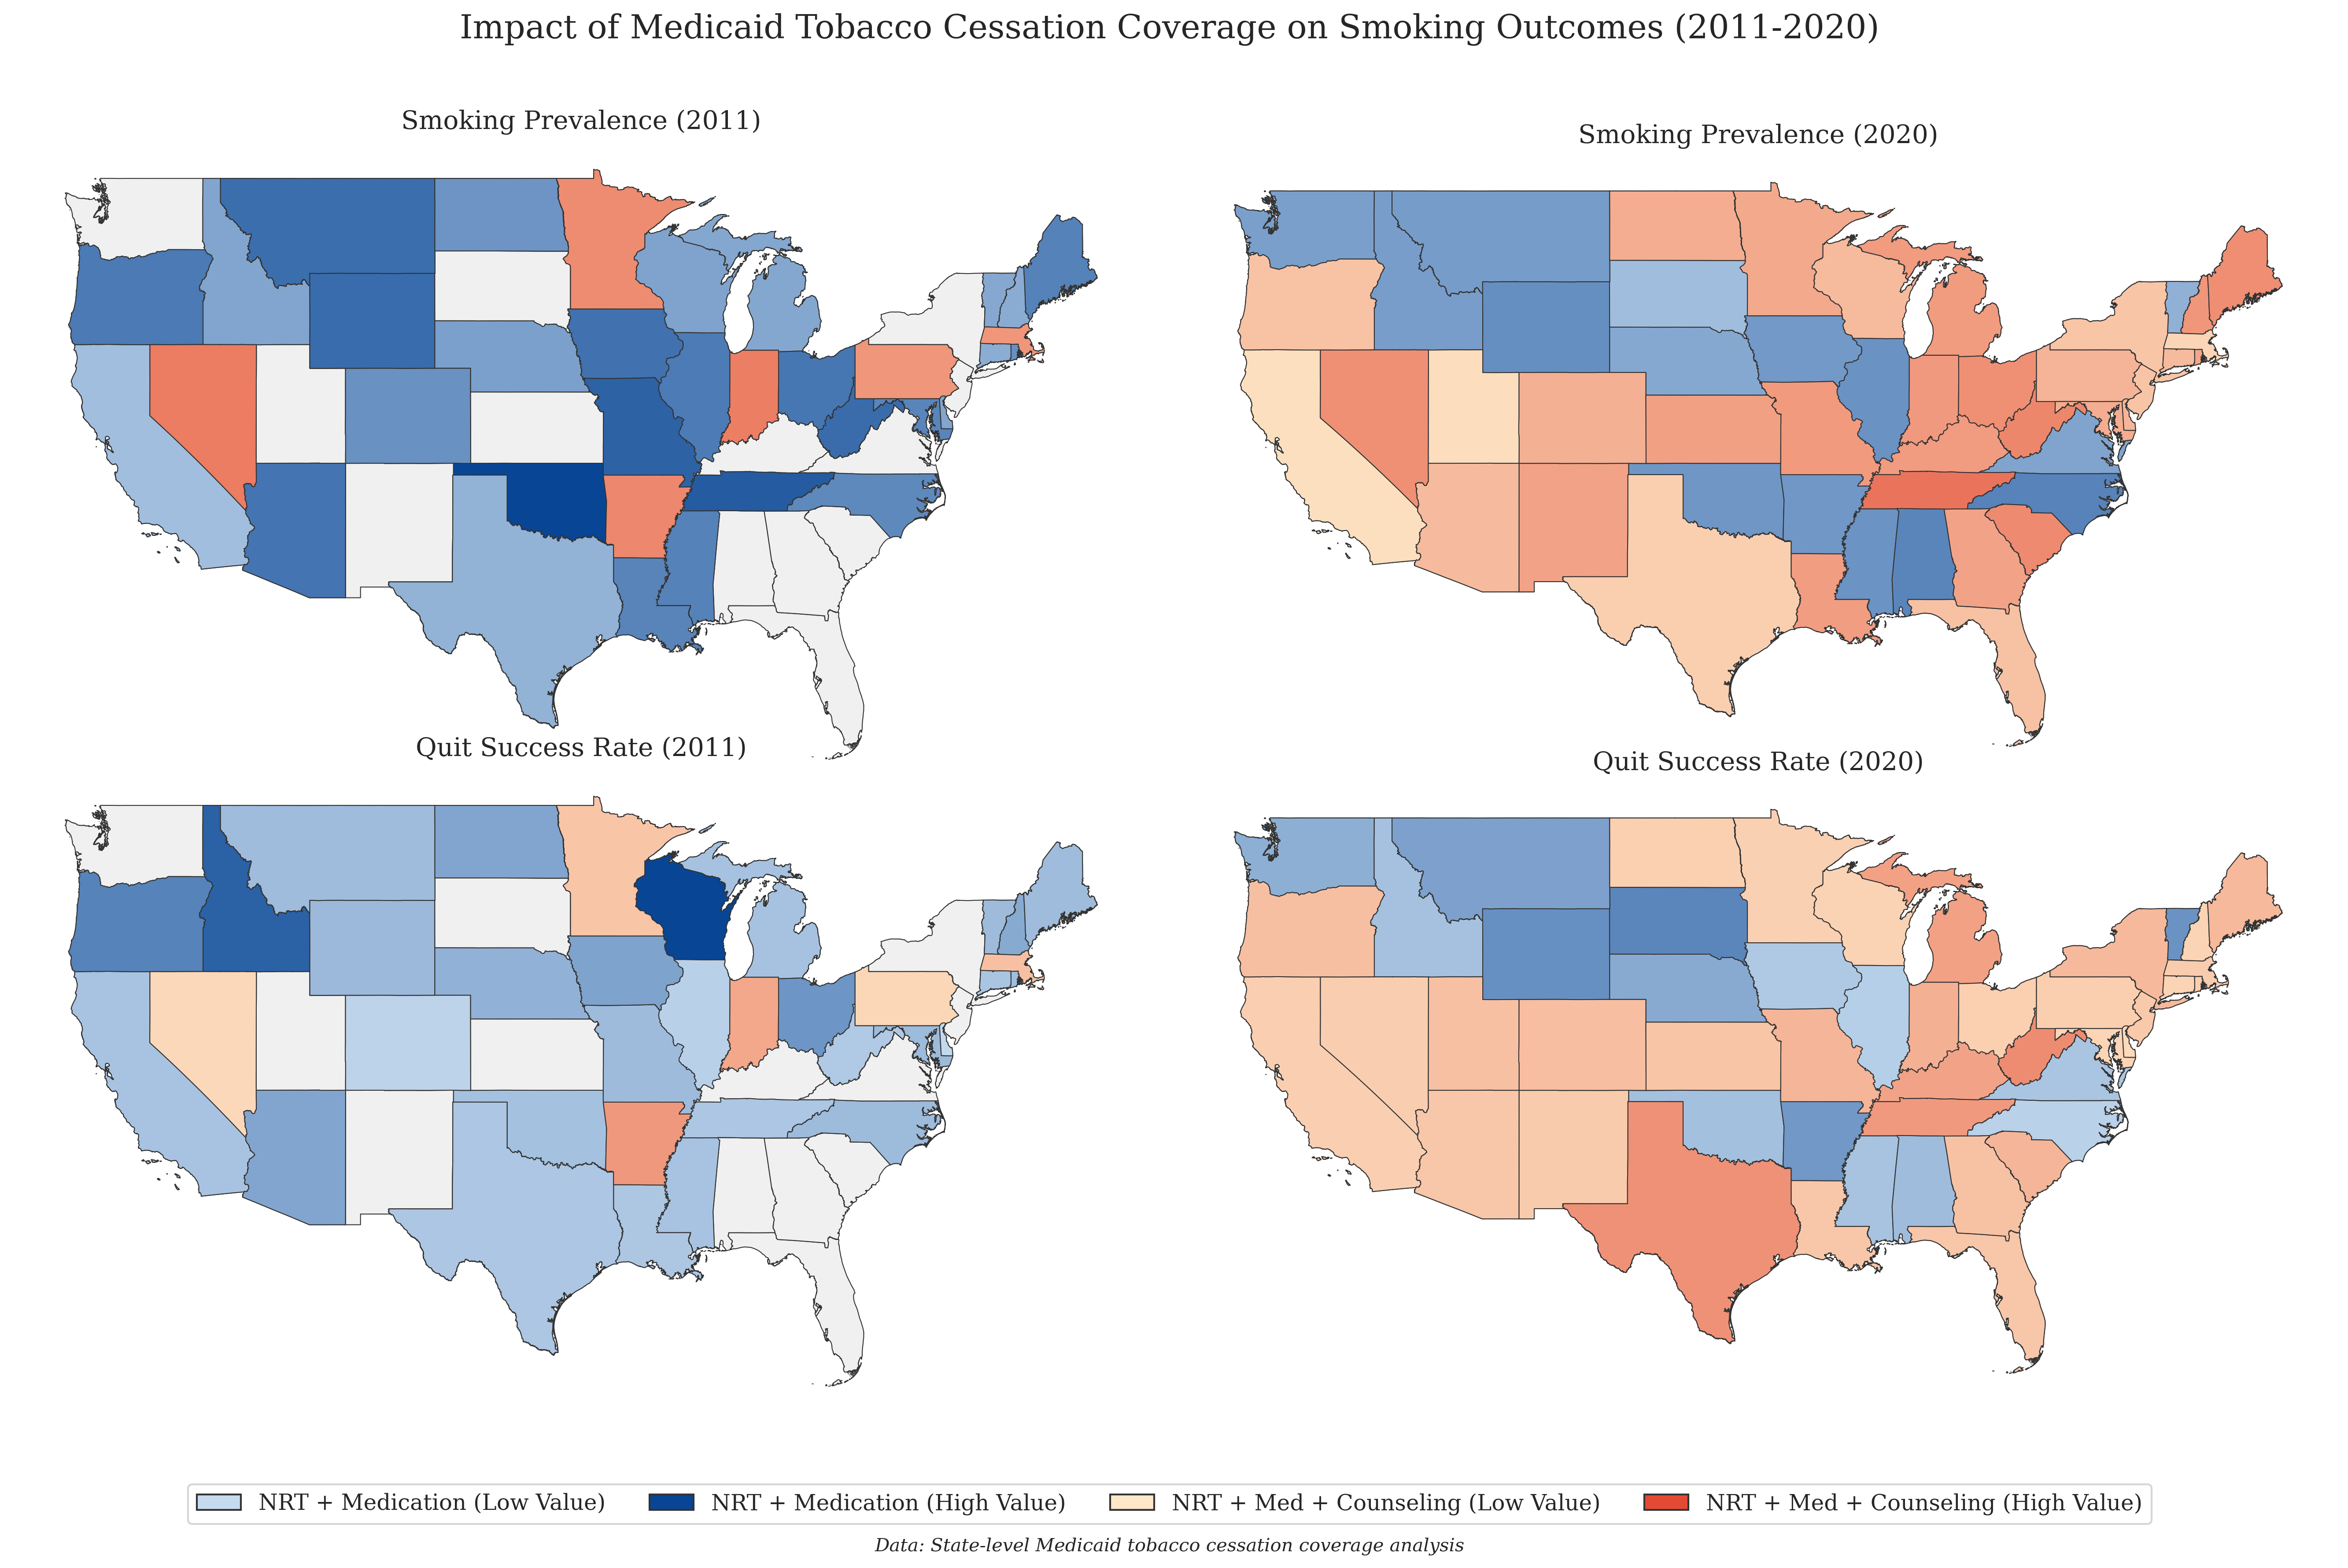 Impact of Medicaid Tobacco Cessation Coverage on Smoking Outcomes (2011-2020)
Smoking Prevalence (2011)
Smoking Prevalence (2020)
Quit Success Rate (2011)
Quit Success Rate (2020)
NRT + Medication (Low Value)
NRT + Medication (High Value)
NRT + Med + Counseling (Low Value)
NRT + Med + Counseling (High Value)
Data: State-level Medicaid tobacco cessation coverage analysis